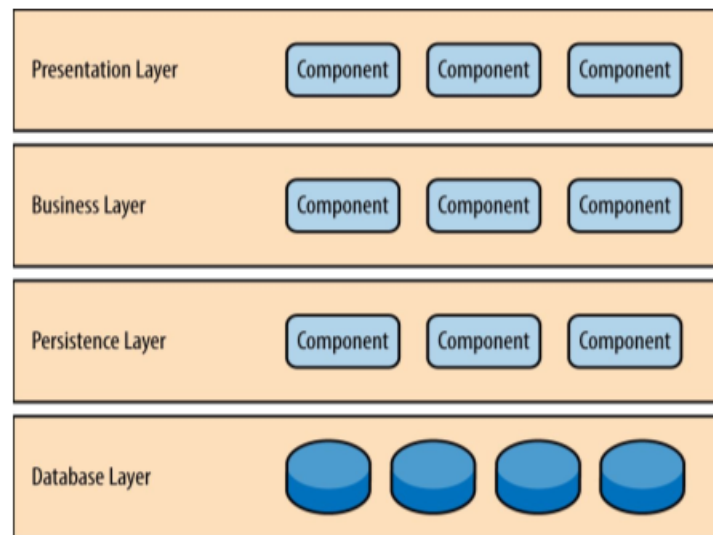 Presentation Layer Component Component Component
Business Layer Component Component Component
Persistence Layer Component Component Component
Database Layer